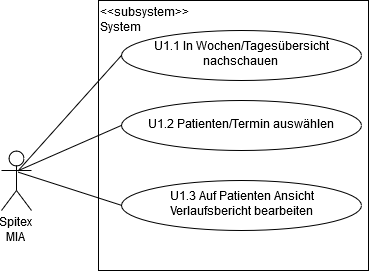 <<subsystem>>
System
U1.1 In Wochen/Tagesübersicht
nachschauen
U1.2 Patienten/Termin auswählen
U1.3 Auf Patienten Ansicht
Verlaufsbericht bearbeiten
Spitex
MIA